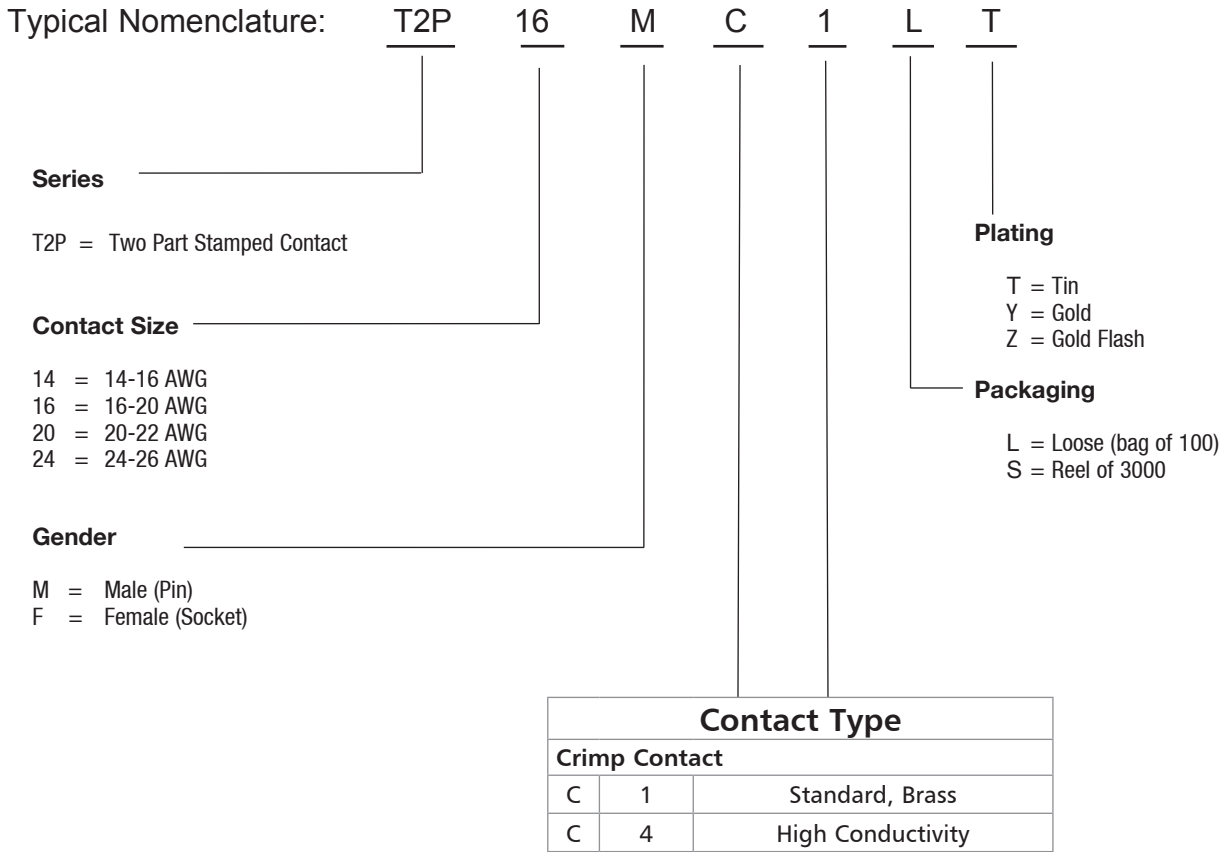 Typical Nomenclature: T2P 16 M C 1 L T
Series
T2P = Two Part Stamped Contact
Contact Size
14 = 14-16 AWG
16 = 16-20 AWG
20 = 20-22 AWG
24 = 24-26 AWG
Gender
M = Male (Pin)
F = Female (Socket)
Plating
T = Tin
Y = Gold
Z = Gold Flash
Packaging
L = Loose (bag of 100)
S = Reel of 3000
Contact Type
Crimp Contact
C 1 Standard, Brass
C 4 High Conductivity